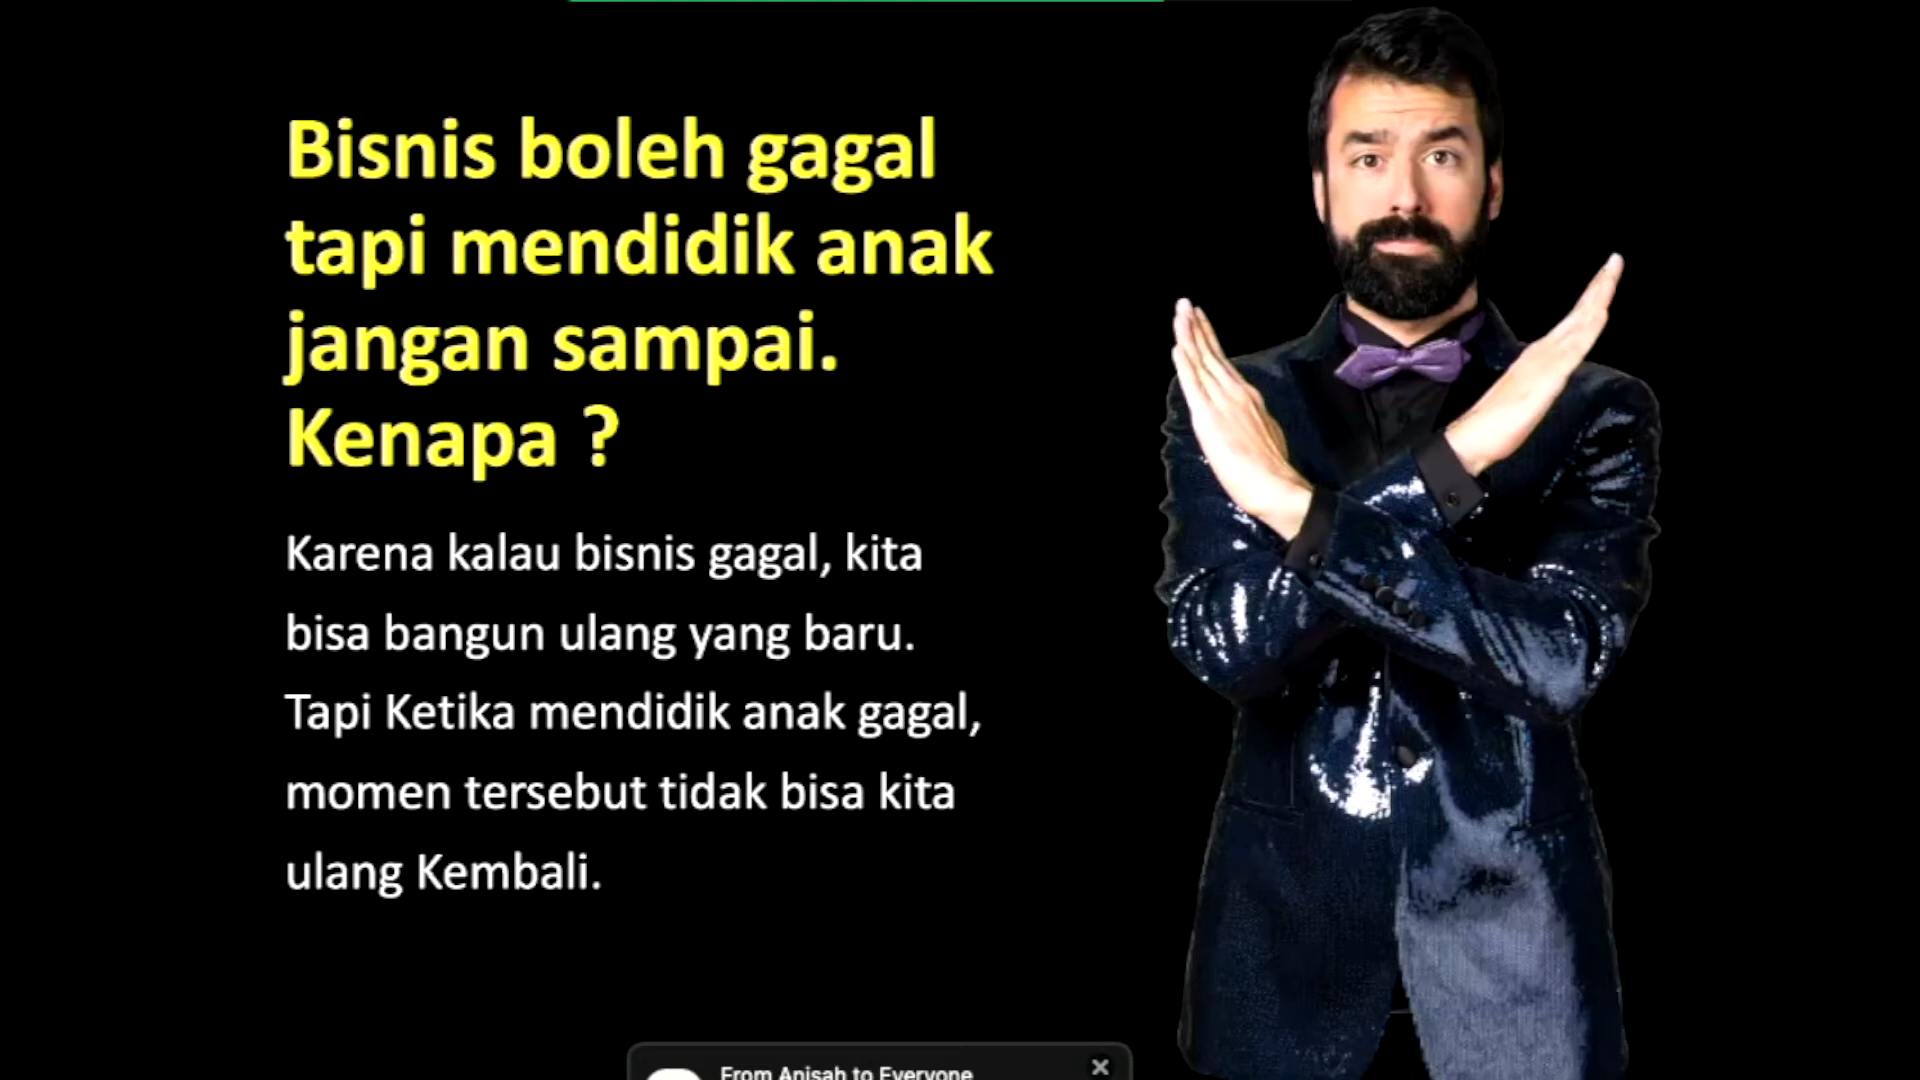 Bisnis boleh gagal
tapi mendidik anak
jangan sampai.
Kenapa ?
Karena kalau bisnis gagal, kita
bisa bangun ulang yang baru.
Tapi Ketika mendidik anak gagal,
momen tersebut tidak bisa kita
ulang Kembali.
From Anisah to Everyone